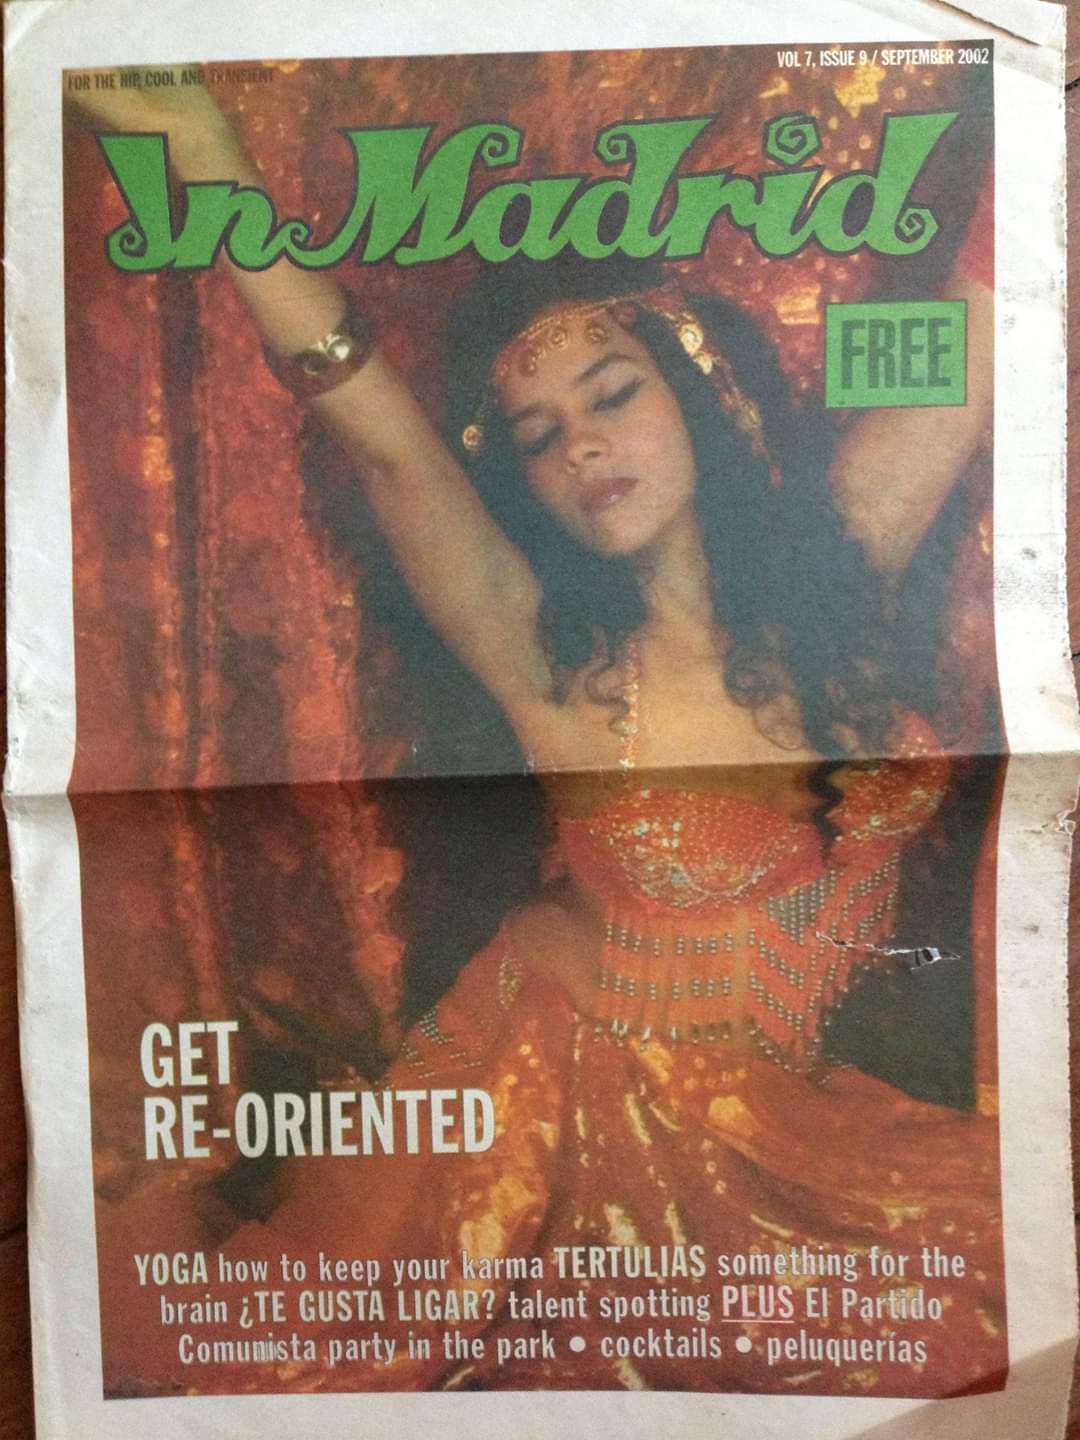 VOL 7, ISSUE 9 / SEPTEMBER 2002
FOR THE HIP, COOL AND TRANSIENT
In Madrid
FREE
GET
RE-ORIENTED
YOGA how to keep your karma TERTULIAS something for the
brain ¿TE GUSTA LIGAR? talent spotting PLUS El Partido
Comunista party in the park • cocktails • peluquerías